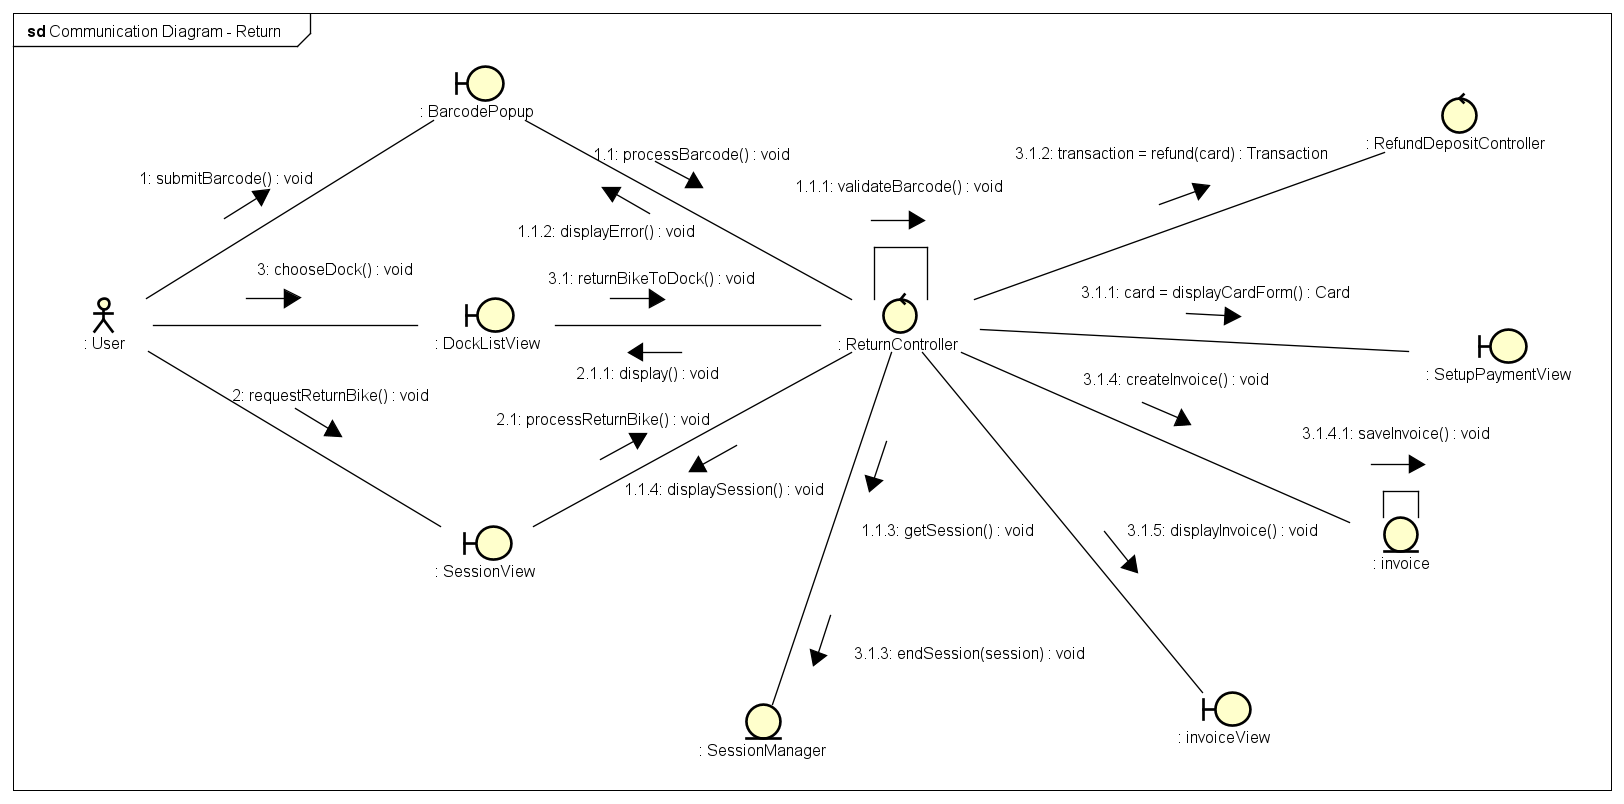 sd Communication Diagram - Return
: BarcodePopup
: RefundDepositController
1.1: processBarcode() : void
3.1.2: transaction = refund(card) : Transaction
1: submitBarcode() : void
1.1.1: validateBarcode() : void
1.1.2: displayError() : void
3: chooseDock() : void
3.1: returnBikeToDock() : void
3.1.1: card = displayCardForm() : Card
: User
: DockListView
: ReturnController
: SetupPaymentView
2.1.1: display() : void
3.1.4: createInvoice() : void
2: requestReturnBike() : void
2.1: processReturnBike() : void
3.1.4.1: saveInvoice() : void
1.1.4: displaySession() : void
1.1.3: getSession() : void
3.1.5: displayInvoice() : void
: SessionView
: invoice
3.1.3: endSession(session) : void
: invoiceView
: SessionManager